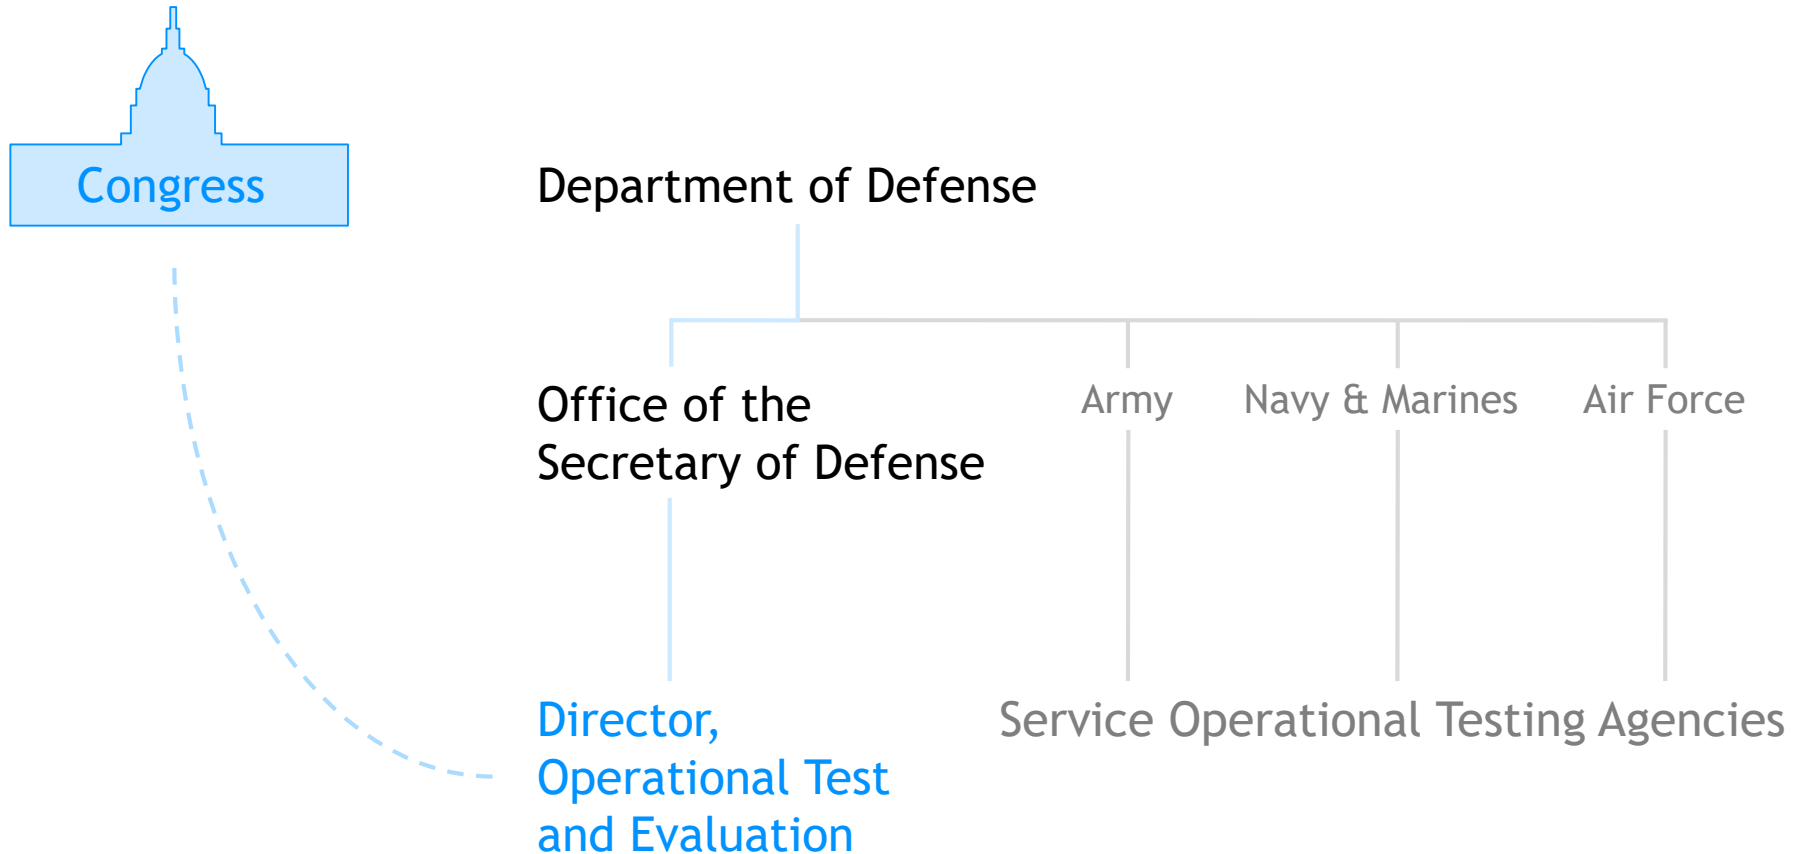 Congress
Department of Defense
Office of the
Secretary of Defense
Army
Navy & Marines
Air Force
Director,
Operational Test
and Evaluation
Service Operational Testing Agencies